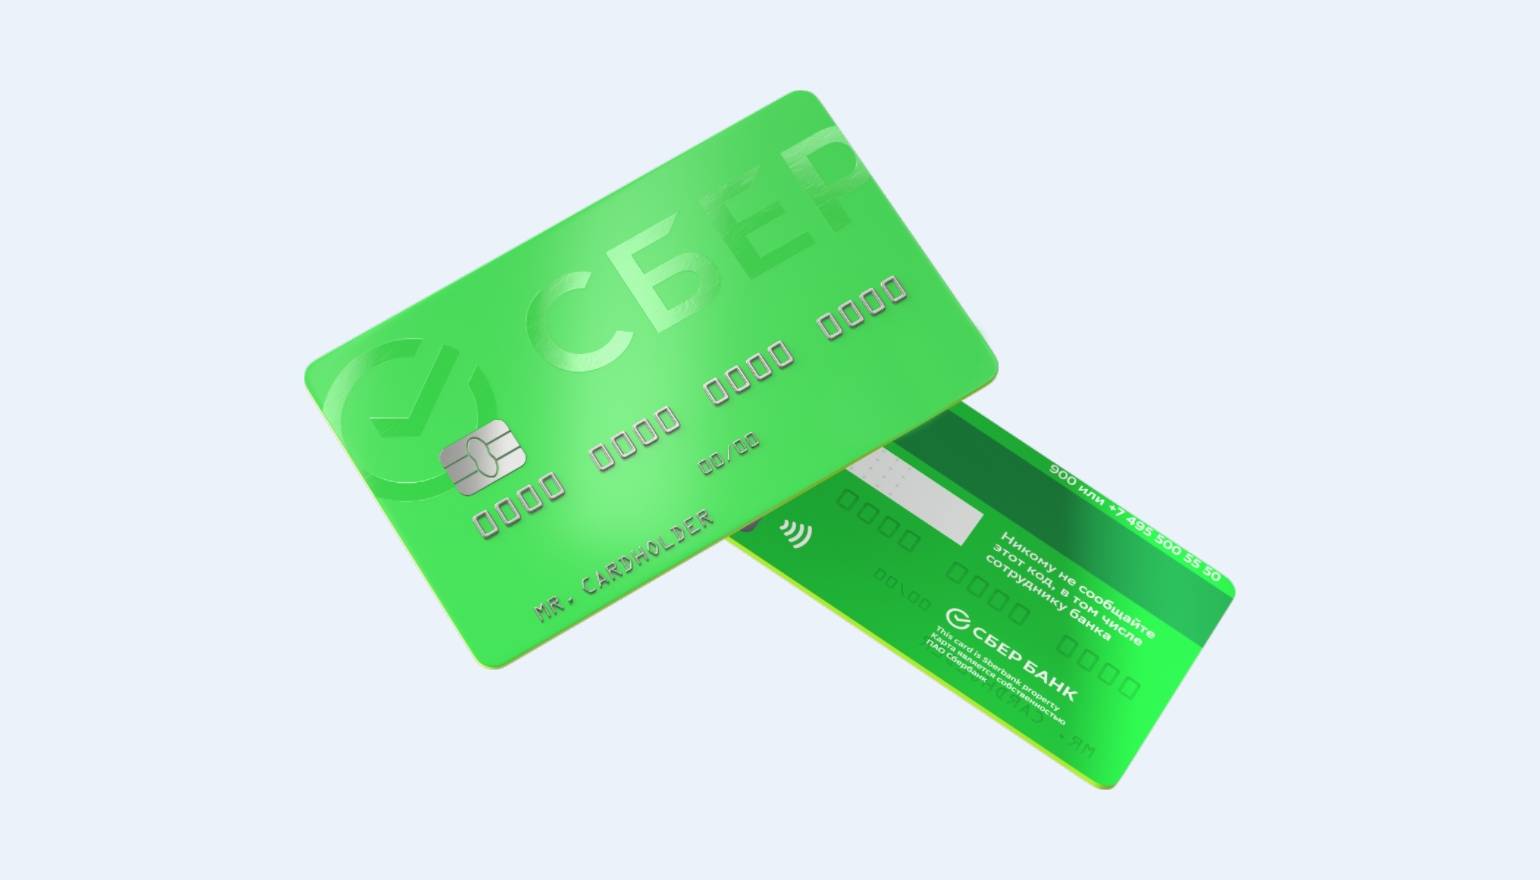 СБЕР
0000 0000 0000 0000
00/00
MR. CARDHOLDER
900 или +7 495 500 55 50
Никому не сообщайте
этот код, в том числе
сотруднику банка
0000 0000 0000
00/00
СБЕР БАНК
This card is Sberbank property
Карта является собственностью
ПАО Сбербанк
MR. CARDHOLDER